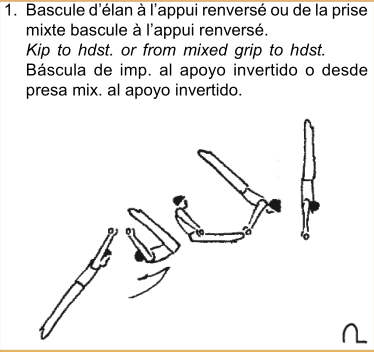 1. Bascule d'élan à l'appui renversé ou de la prise
mixte bascule à l'appui renversé.
Kip to hdst. or from mixed grip to hdst.
Báscula de imp. al apoyo invertido o desde
presa mix. al apoyo invertido.